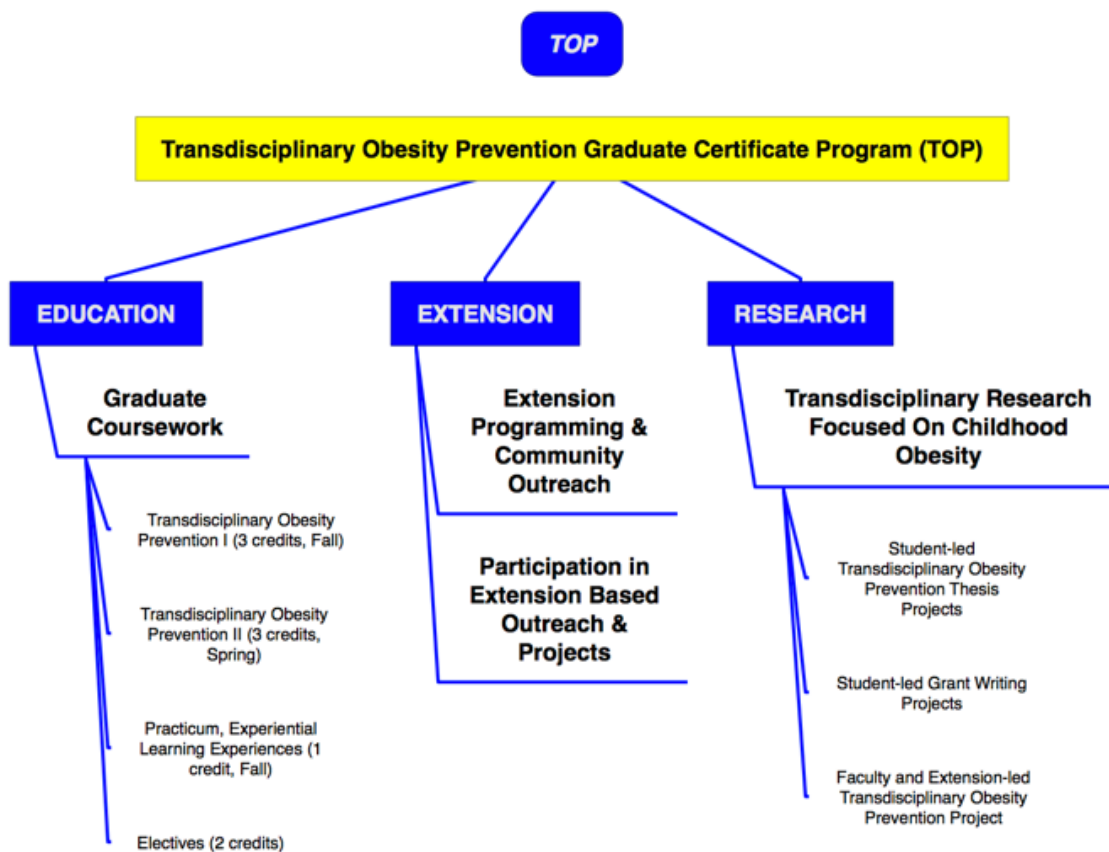 TOP
Transdisciplinary Obesity Prevention Graduate Certificate Program (TOP)
EDUCATION
Graduate
Coursework
Transdisciplinary Obesity
Prevention I (3 credits, Fall)
Transdisciplinary Obesity
Prevention II (3 credits,
Spring)
Practicum, Experiential
Learning Experiences (1
credit, Fall)
Electives (2 credits)
EXTENSION
Extension
Programming &
Community
Outreach
Participation in
Extension Based
Outreach &
Projects
RESEARCH
Transdisciplinary Research
Focused On Childhood
Obesity
Student-led
Transdisciplinary Obesity
Prevention Thesis
Projects
Student-led Grant Writing
Projects
Faculty and Extension-led
Transdisciplinary Obesity
Prevention Project